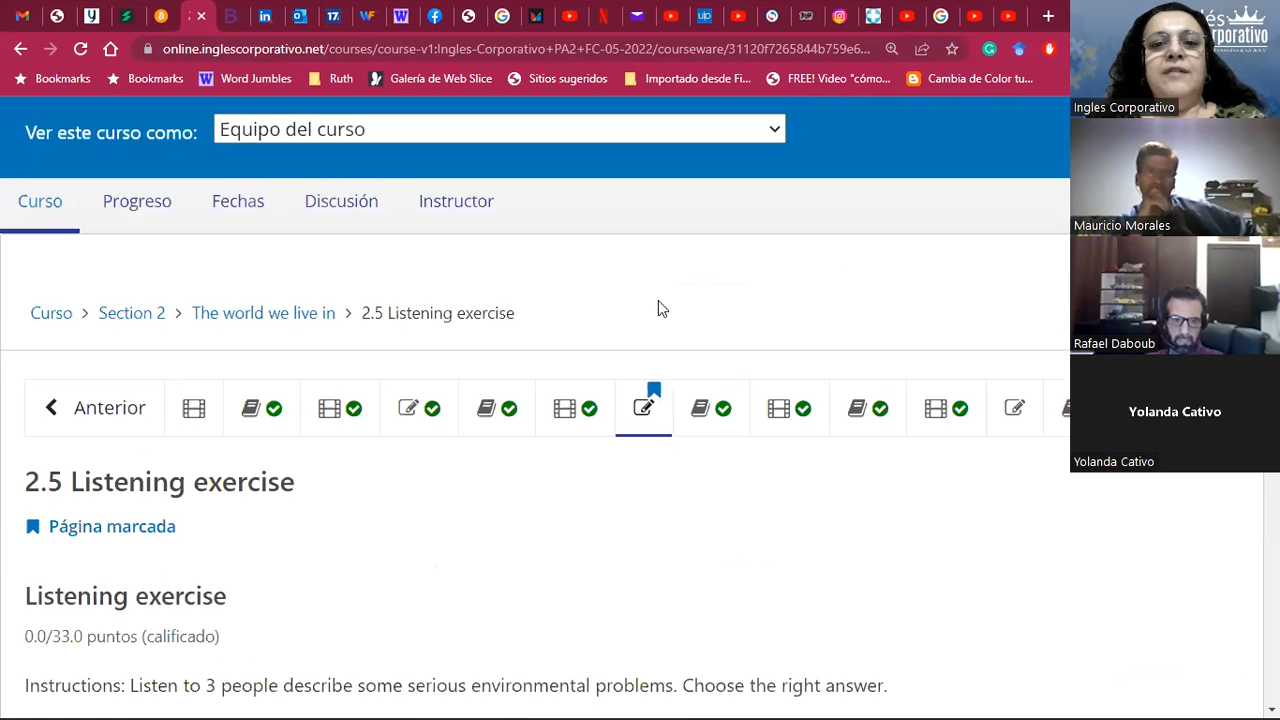 online.inglescorporativo.net/courses/course-v1:Ingles-Corporativo+PA2+FC-05-2022/courseware/31120f7265844b759e6...
Bookmarks Bookmarks Word Jumbles Ruth Galería de Web Slice Sitios sugeridos Importado desde Fi... FREE! Video "cómo... Cambia de Color tu...
Ver este curso como: Equipo del curso
Curso Progreso Fechas Discusión Instructor
Curso > Section 2 > The world we live in > 2.5 Listening exercise
Anterior
2.5 Listening exercise
Página marcada
Listening exercise
0.0/33.0 puntos (calificado)
Instructions: Listen to 3 people describe some serious environmental problems. Choose the right answer.
Ingles Corporativo
Mauricio Morales
Rafael Daboub
Yolanda Cativo
Yolanda Cativo